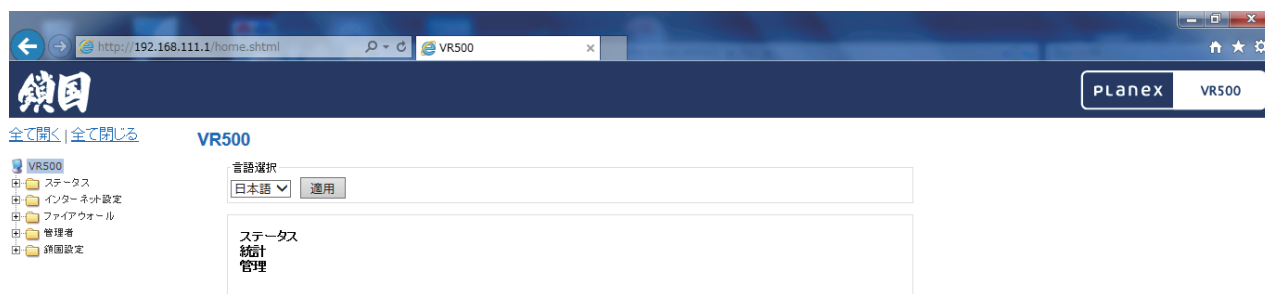 http://192.168.111.1/home.shtml
VR500
鎖国
PLanex VR500
全て開く | 全て閉じる
VR500
VR500
ステータス
インターネット設定
ファイアウォール
管理者
鎖国設定
言語選択
日本語 適用
ステータス
統計
管理